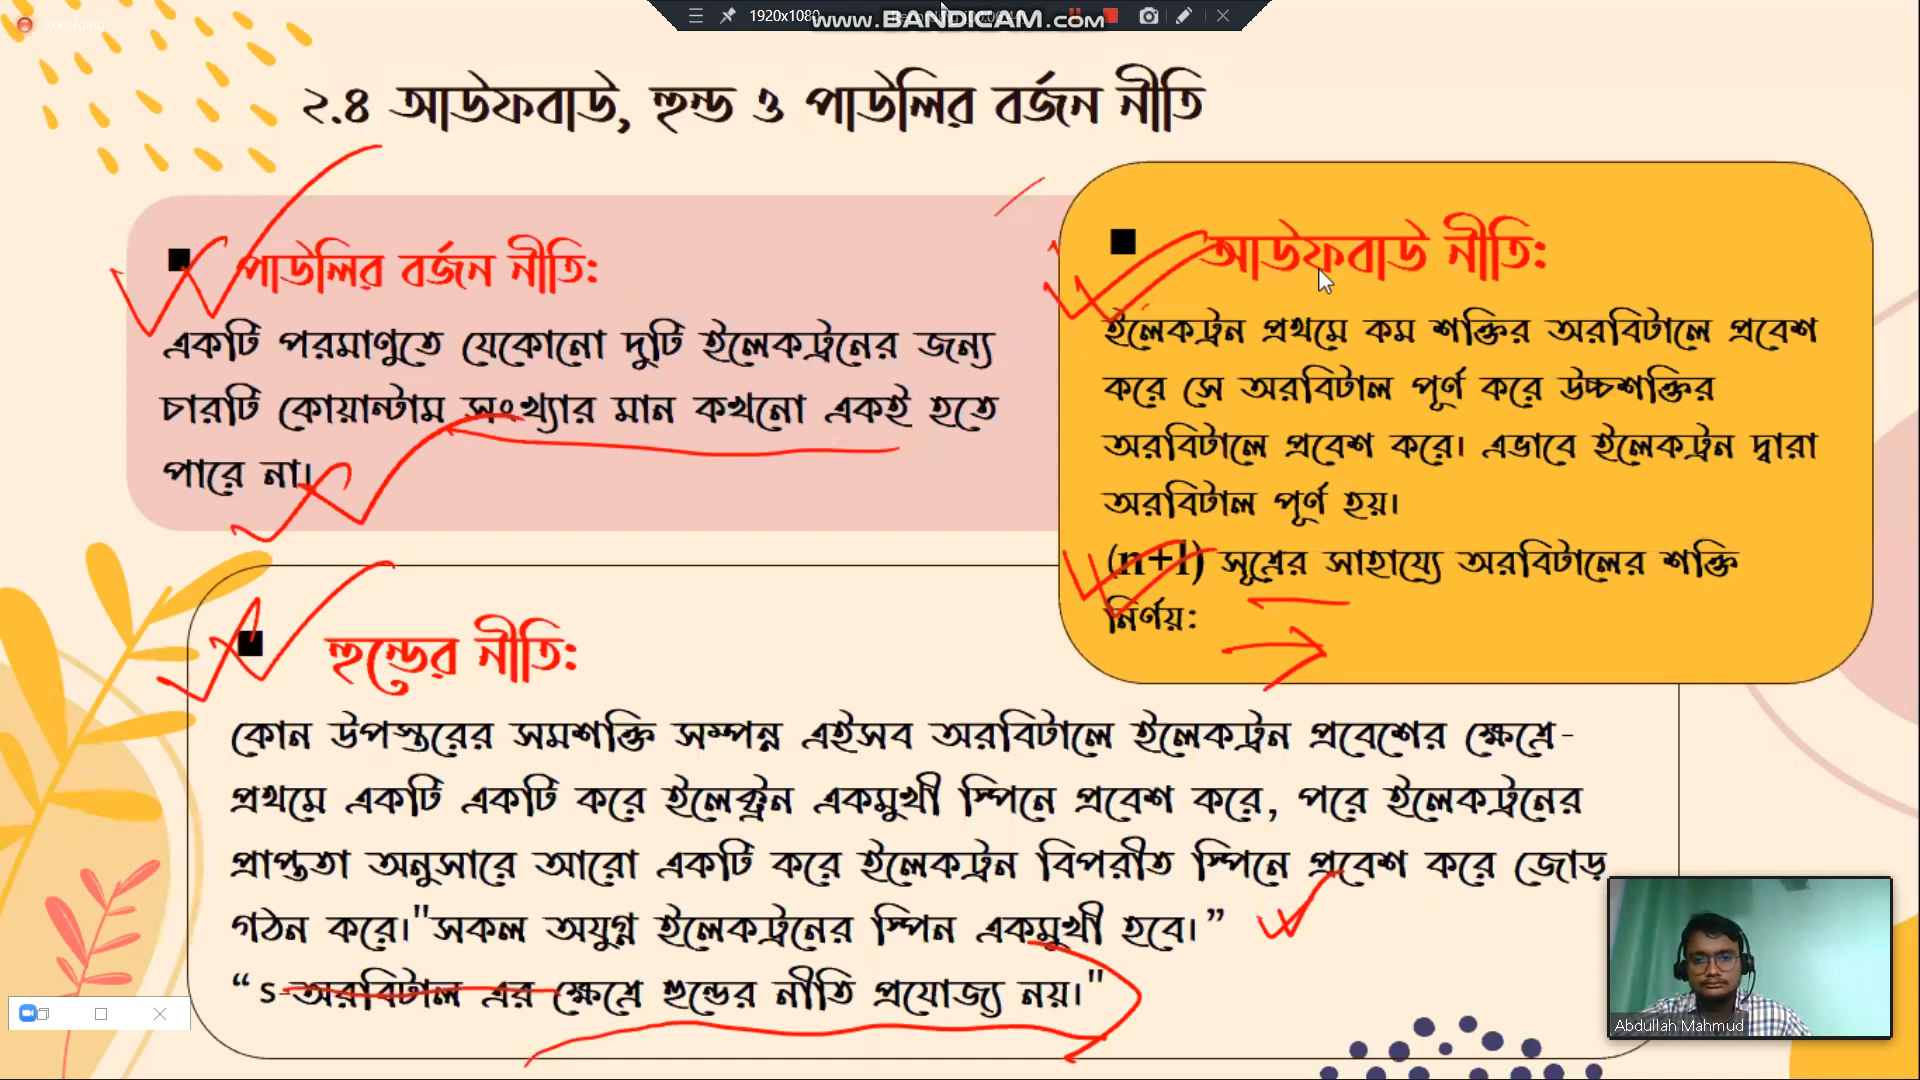 Recording
1920x1080
www.BANDICAM.com
২.৪ আউফবাউ, হুন্ড ও পাউলির বর্জন নীতি
পাউলির বর্জন নীতি:
একটি পরমাণুতে যেকোনো দুটি ইলেকট্রনের জন্য
চারটি কোয়ান্টাম সংখ্যার মান কখনো একই হতে
পারে না।
আউফবাউ নীতি:
ইলেকট্রন প্রথমে কম শক্তির অরবিটালে প্রবেশ
করে সে অরবিটাল পূর্ণ করে উচ্চশক্তির
অরবিটালে প্রবেশ করে। এভাবে ইলেকট্রন দ্বারা
অরবিটাল পূর্ণ হয়।
(n+l) সূত্রের সাহায্যে অরবিটালের শক্তি
নির্ণয়:
হুন্ডের নীতি:
কোন উপস্তরের সমশক্তি সম্পন্ন এইসব অরবিটালে ইলেকট্রন প্রবেশের ক্ষেত্রে-
প্রথমে একটি একটি করে ইলেক্ট্রন একমুখী স্পিনে প্রবেশ করে, পরে ইলেকট্রনের
প্রাপ্ততা অনুসারে আরো একটি করে ইলেকট্রন বিপরীত স্পিনে প্রবেশ করে জোড়
গঠন করে।"সকল অযুগ্ন ইলেকট্রনের স্পিন একমুখী হবে।”
“s-অরবিটাল এর ক্ষেত্রে হুন্ডের নীতি প্রযোজ্য নয়।"
Abdullah Mahmud